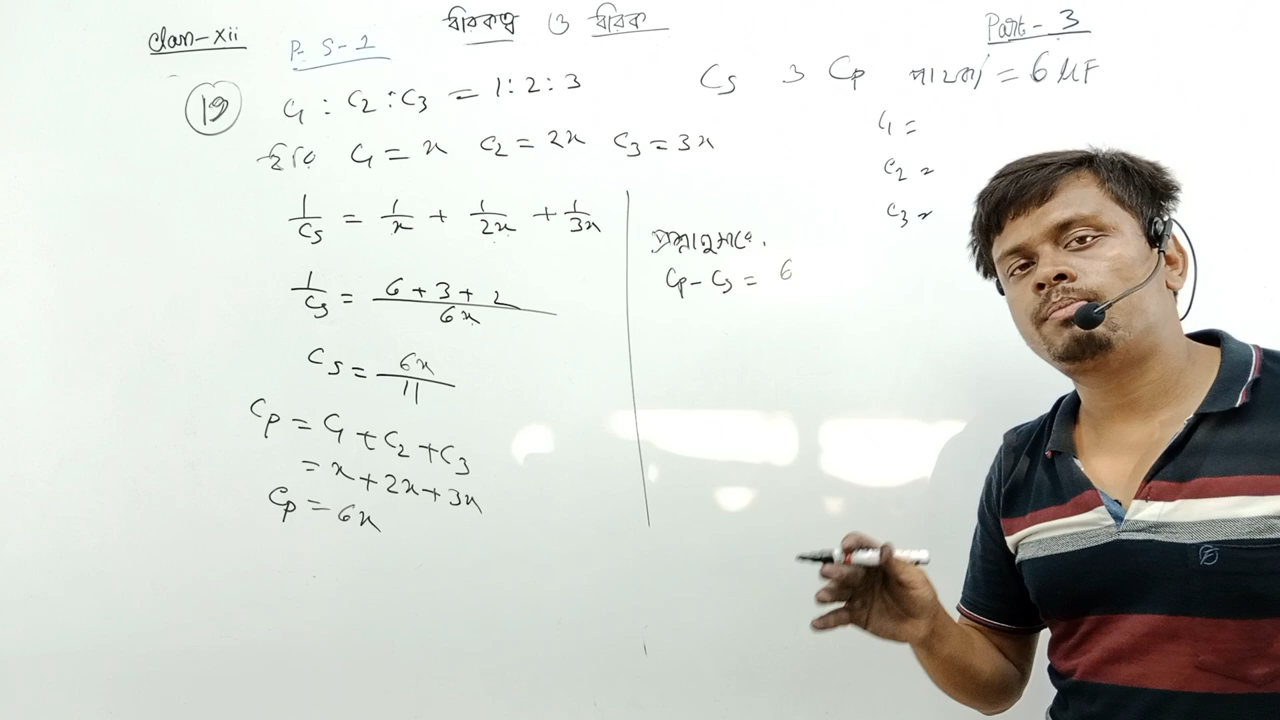 Class-xii
P-S-1
ধারকত্ব ও ধারক
Part-3
19
C1 : C2 : C3 = 1:2:3
Cs ও Cp পার্থক্য = 6 μF
ধরি C1 = x C2 = 2x C3 = 3x
C1 =
C2 =
C3 =
1/Cs = 1/x + 1/2x + 1/3x
1/Cs = (6+3+2)/6x
Cs = 6x/11
Cp = C1 + C2 + C3
= x+2x+3x
Cp = 6x
প্রশ্নানুসারে,
Cp - Cs = 6